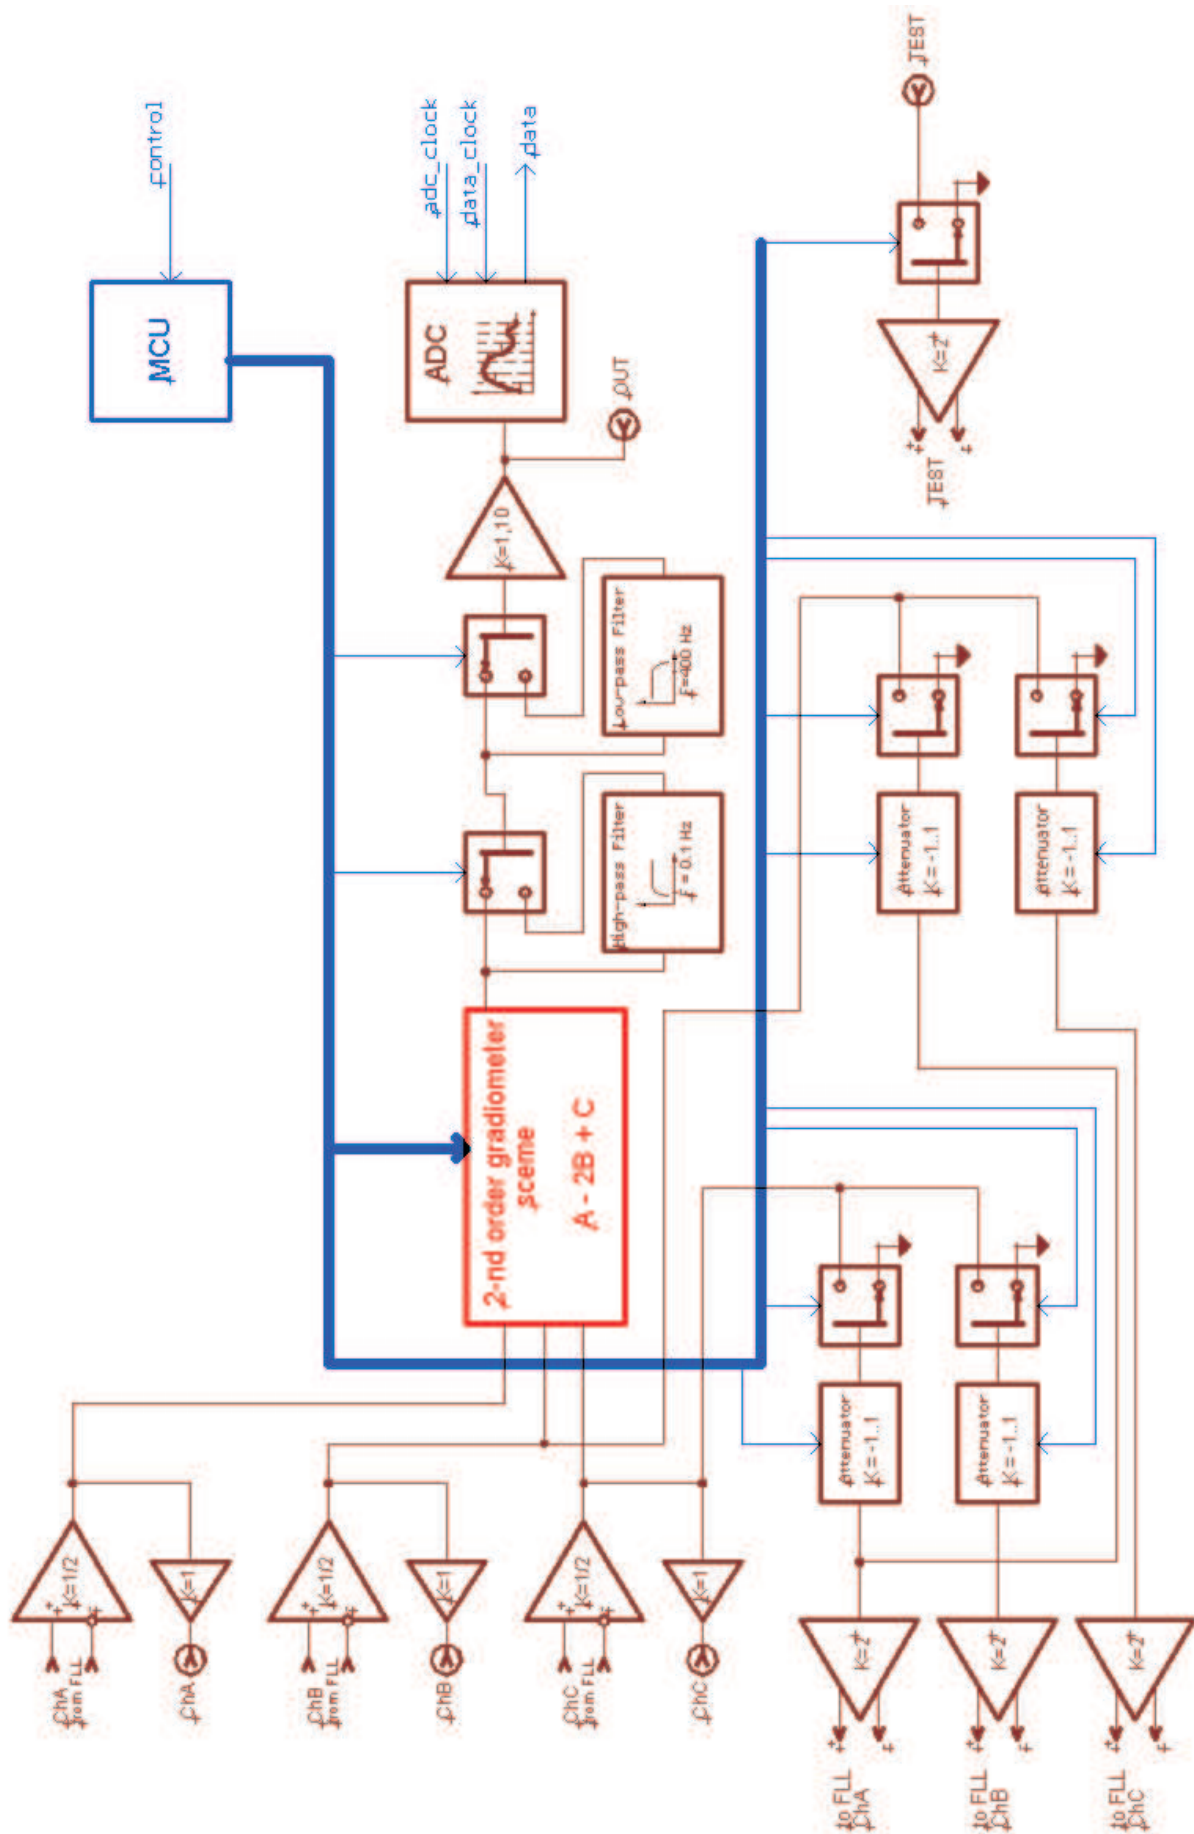 control
MCU
adc_clock
data_clock
data
ADC
OUT
K=1,10
Low-pass Filter
F=400 Hz
High-pass Filter
F = 0.1 Hz
2-nd order gradiometer
sceme
A - 2B + C
ChA
from FLL
+
K=1/2
ChA
K=1
ChB
from FLL
+
K=1/2
ChB
K=1
ChC
from FLL
+
K=1/2
ChC
K=1
TEST
K=2
+
-
TEST
Attenuator
K = -1..1
Attenuator
K = -1..1
Attenuator
K = -1..1
Attenuator
K = -1..1
to FLL
ChA
+
-
K=2
to FLL
ChB
+
-
K=2
to FLL
ChC
+
-
K=2